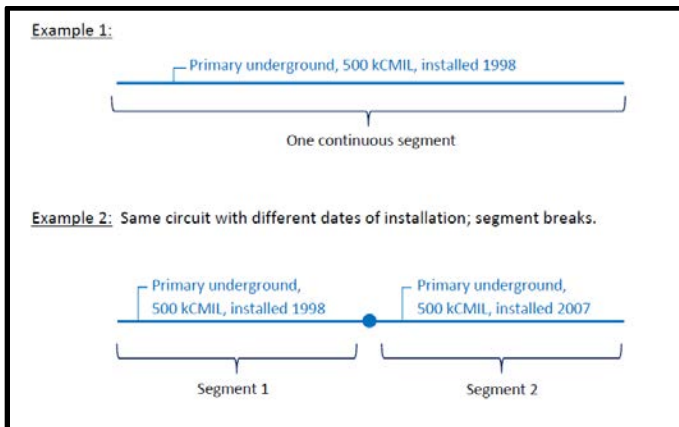 Example 1:
Primary underground, 500 kCMIL, installed 1998
One continuous segment
Example 2: Same circuit with different dates of installation; segment breaks.
Primary underground,
500 kCMIL, installed 1998
Primary underground,
500 kCMIL, installed 2007
Segment 1
Segment 2